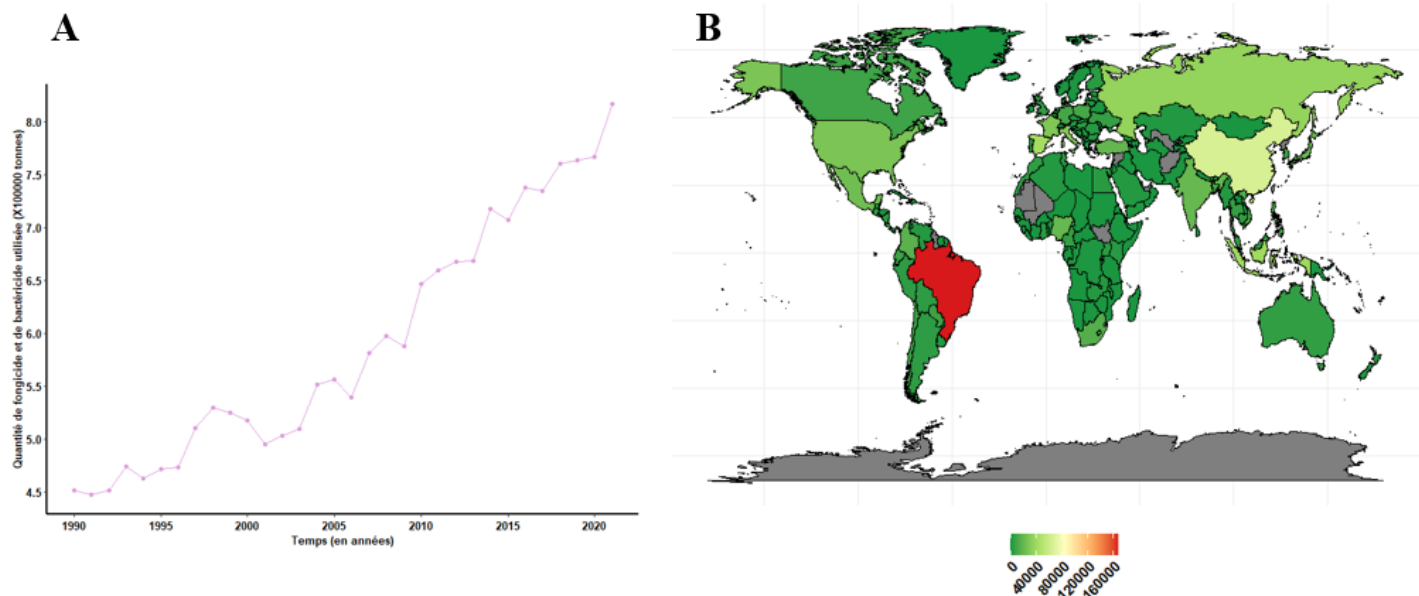 A
B
Quantité de fongicide et de bactéricide utilisée (X100000 tonnes)
8.0
7.5
7.0
6.5
6.0
5.5
5.0
4.5
1990 1995 2000 2005 2010 2015 2020
Temps (en années)
0 40000 80000 120000 160000